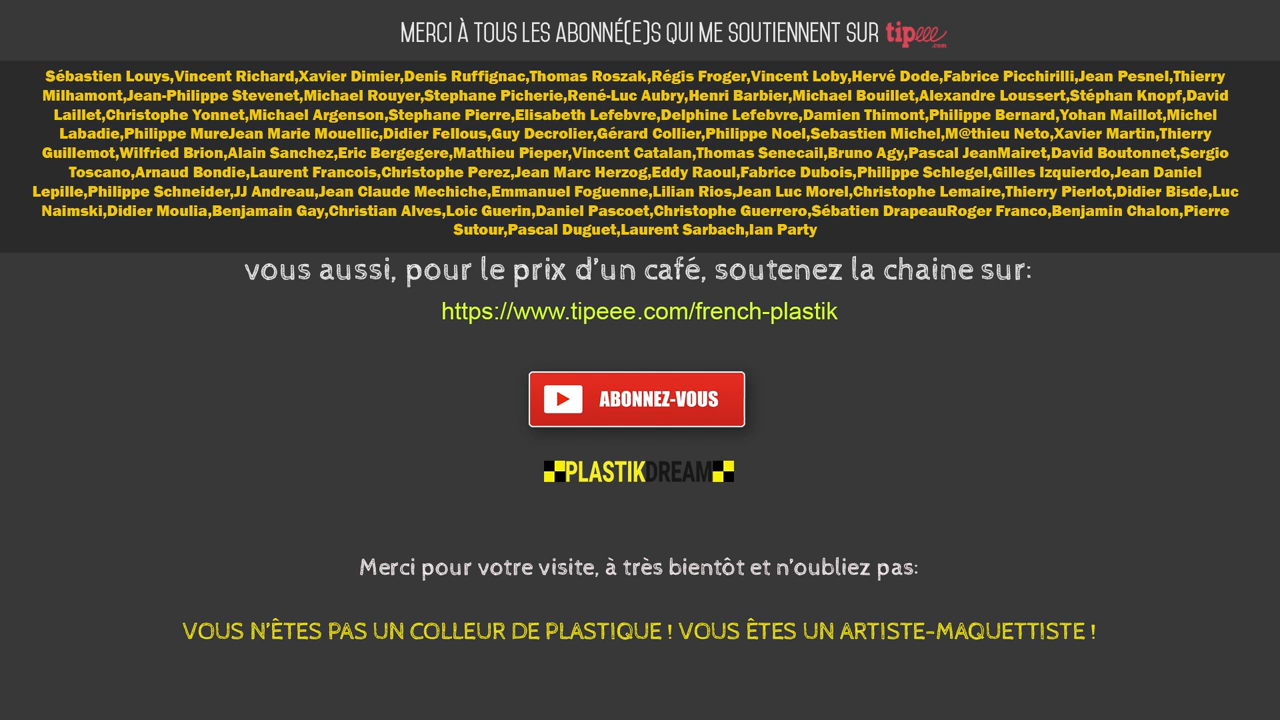 MERCI À TOUS LES ABONNÉ(E)S QUI ME SOUTIENNENT SUR tipeee.com
Sébastien Louys,Vincent Richard,Xavier Dimier,Denis Ruffignac,Thomas Roszak,Régis Froger,Vincent Loby,Hervé Dode,Fabrice Picchirilli,Jean Pesnel,Thierry
Milhamont,Jean-Philippe Stevenet,Michael Rouyer,Stephane Picherie,René-Luc Aubry,Henri Barbier,Michael Bouillet,Alexandre Loussert,Stéphan Knopf,David
Laillet,Christophe Yonnet,Michael Argenson,Stephane Pierre,Elisabeth Lefebvre,Delphine Lefebvre,Damien Thimont,Philippe Bernard,Yohan Maillot,Michel
Labadie,Philippe MureJean Marie Mouellic,Didier Fellous,Guy Decrolier,Gérard Collier,Philippe Noel,Sebastien Michel,M@thieu Neto,Xavier Martin,Thierry
Guillemot,Wilfried Brion,Alain Sanchez,Eric Bergegere,Mathieu Pieper,Vincent Catalan,Thomas Senecail,Bruno Agy,Pascal JeanMairet,David Boutonnet,Sergio
Toscano,Arnaud Bondie,Laurent Francois,Christophe Perez,Jean Marc Herzog,Eddy Raoul,Fabrice Dubois,Philippe Schlegel,Gilles Izquierdo,Jean Daniel
Lepille,Philippe Schneider,JJ Andreau,Jean Claude Mechiche,Emmanuel Foguenne,Lilian Rios,Jean Luc Morel,Christophe Lemaire,Thierry Pierlot,Didier Bisde,Luc
Naimski,Didier Moulia,Benjamain Gay,Christian Alves,Loic Guerin,Daniel Pascoet,Christophe Guerrero,Sébatien DrapeauRoger Franco,Benjamin Chalon,Pierre
Sutour,Pascal Duguet,Laurent Sarbach,Ian Party
vous aussi, pour le prix d'un café, soutenez la chaine sur:
https://www.tipeee.com/french-plastik
ABONNEZ-VOUS
PLASTIKDREAM
Merci pour votre visite, à très bientôt et n'oubliez pas:
VOUS N'ÊTES PAS UN COLLEUR DE PLASTIQUE ! VOUS ÊTES UN ARTISTE-MAQUETTISTE !